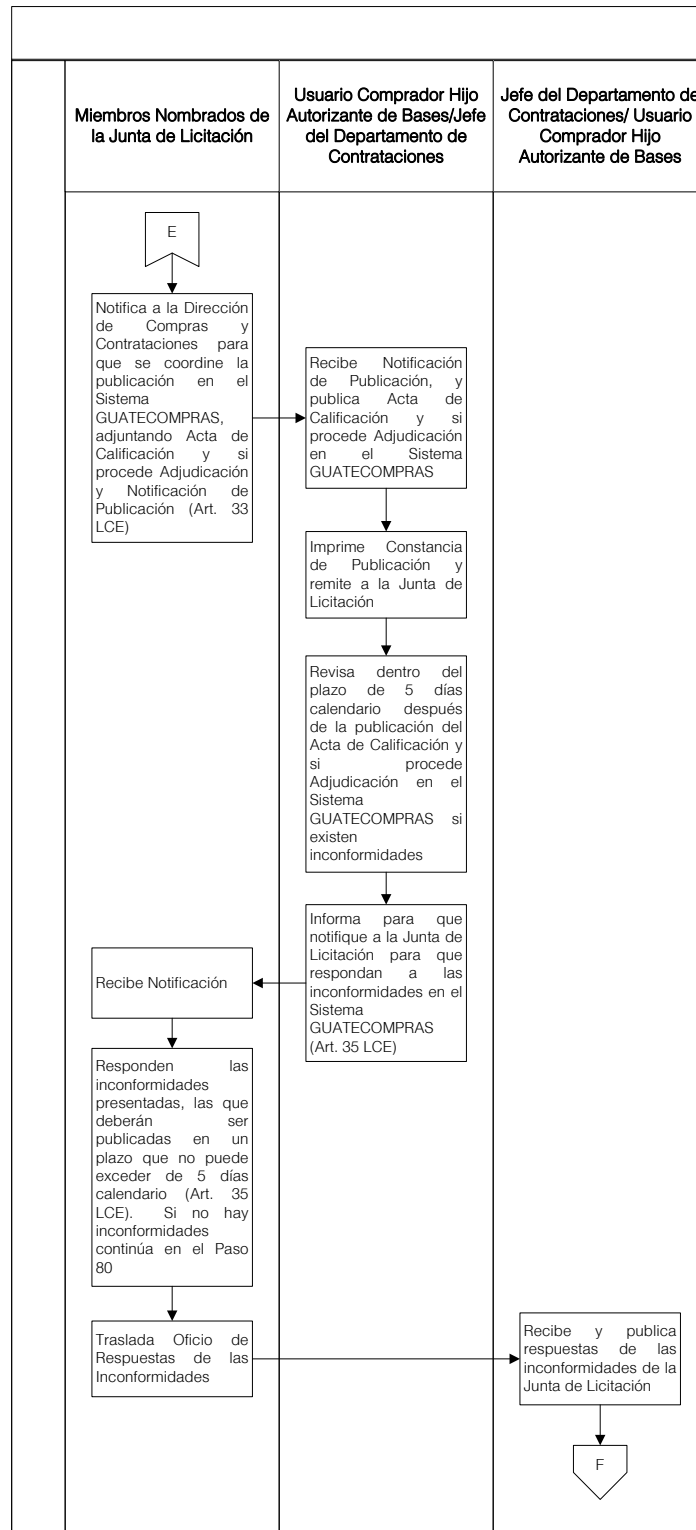 Miembros Nombrados de
la Junta de Licitación
Usuario Comprador Hijo
Autorizante de Bases/Jefe
del Departamento de
Contrataciones
Jefe del Departamento de
Contrataciones/ Usuario
Comprador Hijo
Autorizante de Bases
E
Notifica a la Dirección
de Compras y
Contrataciones para
que se coordine la
publicación en el
Sistema
GUATECOMPRAS,
adjuntando Acta de
Calificación y si
procede Adjudicación
y Notificación de
Publicación (Art. 33
LCE)
Recibe Notificación
de Publicación, y
publica Acta de
Calificación y si
procede Adjudicación
en el Sistema
GUATECOMPRAS
Imprime Constancia
de Publicación y
remite a la Junta de
Licitación
Revisa dentro del
plazo de 5 días
calendario después
de la publicación del
Acta de Calificación y
si procede
Adjudicación en el
Sistema
GUATECOMPRAS si
existen
inconformidades
Informa para que
notifique a la Junta de
Licitación para que
respondan a las
inconformidades en el
Sistema
GUATECOMPRAS
(Art. 35 LCE)
Recibe Notificación
Responden las
inconformidades
presentadas, las que
deberán ser
publicadas en un
plazo que no puede
exceder de 5 días
calendario (Art. 35
LCE). Si no hay
inconformidades
continúa en el Paso
80
Traslada Oficio de
Respuestas de las
Inconformidades
Recibe y publica
respuestas de las
inconformidades de la
Junta de Licitación
F